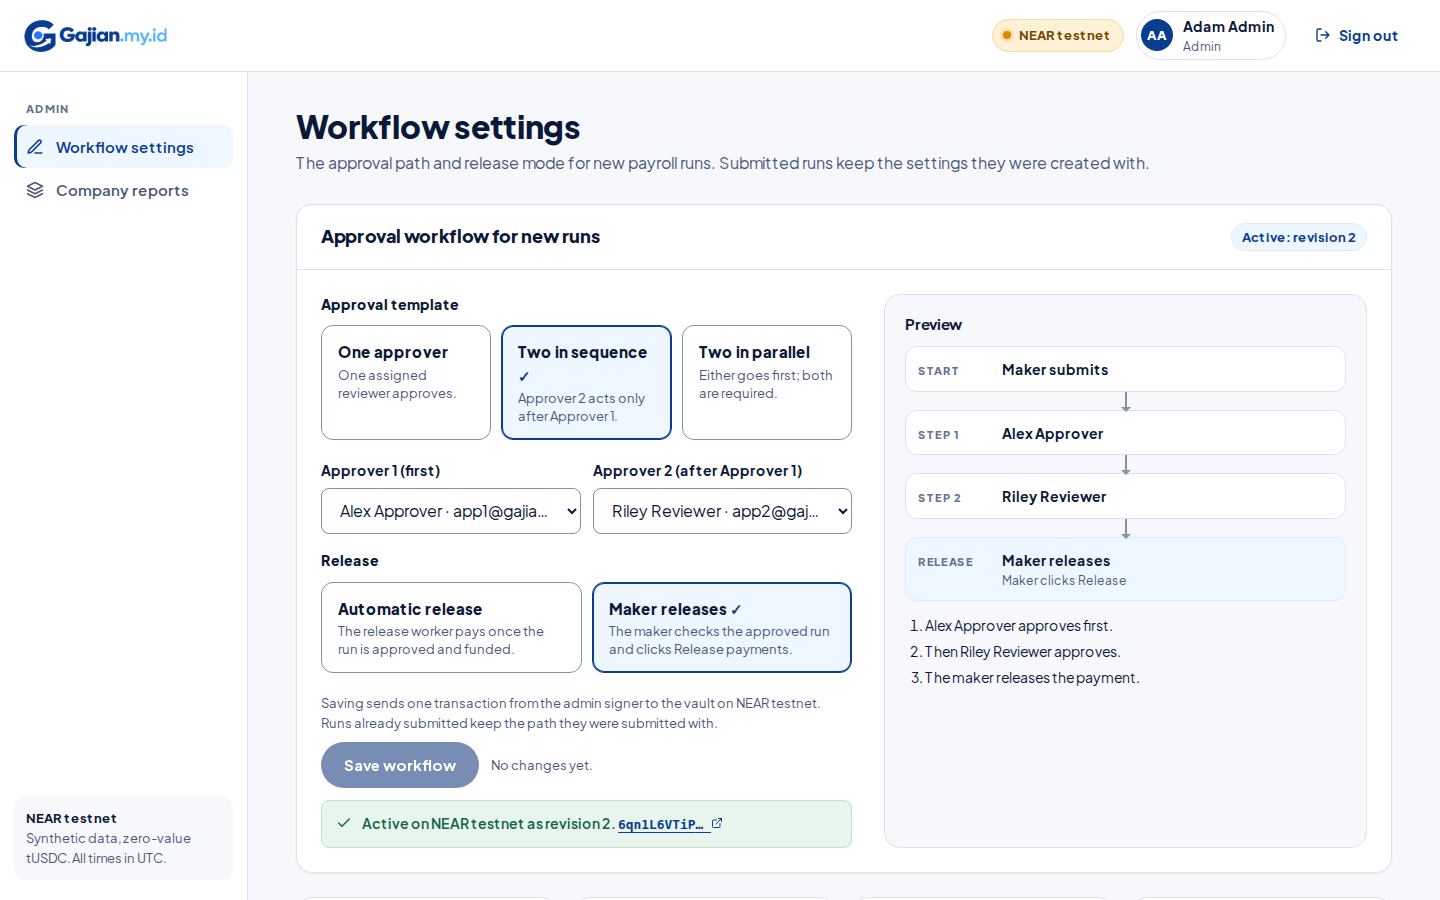 Gajian.my.id
NEAR testnet
AA
Adam Admin
Admin
Sign out
ADMIN
Workflow settings
Company reports
NEAR testnet
Synthetic data, zero-value
tUSDC. All times in UTC.
Workflow settings
The approval path and release mode for new payroll runs. Submitted runs keep the settings they were created with.
Approval workflow for new runs
Active: revision 2
Approval template
One approver
One assigned
reviewer approves.
Two in sequence
✓
Approver 2 acts only
after Approver 1.
Two in parallel
Either goes first; both
are required.
Approver 1 (first)
Alex Approver · app1@gajia...
Approver 2 (after Approver 1)
Riley Reviewer · app2@gaj...
Release
Automatic release
The release worker pays once the
run is approved and funded.
Maker releases ✓
The maker checks the approved run
and clicks Release payments.
Saving sends one transaction from the admin signer to the vault on NEAR testnet.
Runs already submitted keep the path they were submitted with.
Save workflow
No changes yet.
Active on NEAR testnet as revision 2. 6qn1L6VTiP…
Preview
START
Maker submits
STEP 1
Alex Approver
STEP 2
Riley Reviewer
RELEASE
Maker releases
Maker clicks Release
1. Alex Approver approves first.
2. Then Riley Reviewer approves.
3. The maker releases the payment.